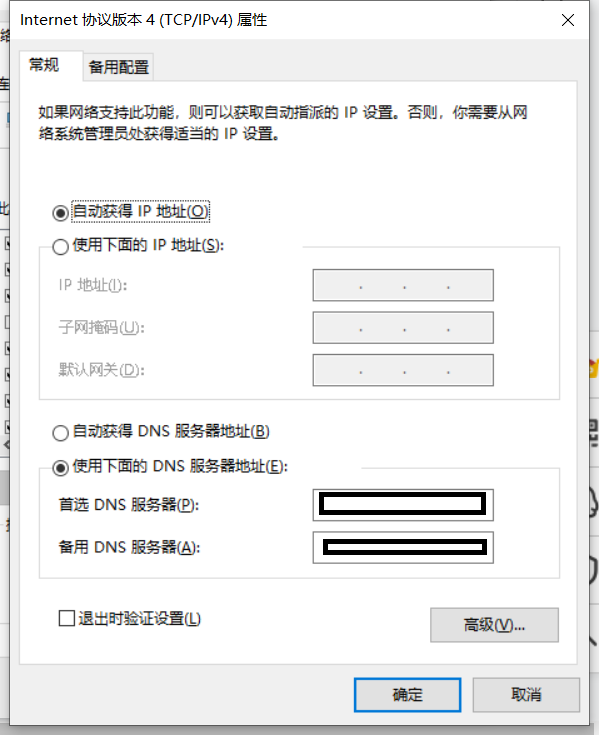 Internet 协议版本 4 (TCP/IPv4) 属性
常规
备用配置
如果网络支持此功能，则可以获取自动指派的 IP 设置。否则，你需要从网
络系统管理员处获得适当的 IP 设置。
自动获得 IP 地址(O)
使用下面的 IP 地址(S):
IP 地址(I):
子网掩码(U):
默认网关(D):
自动获得 DNS 服务器地址(B)
使用下面的 DNS 服务器地址(E):
首选 DNS 服务器(P):
备用 DNS 服务器(A):
退出时验证设置(L)
高级(V)...
确定
取消